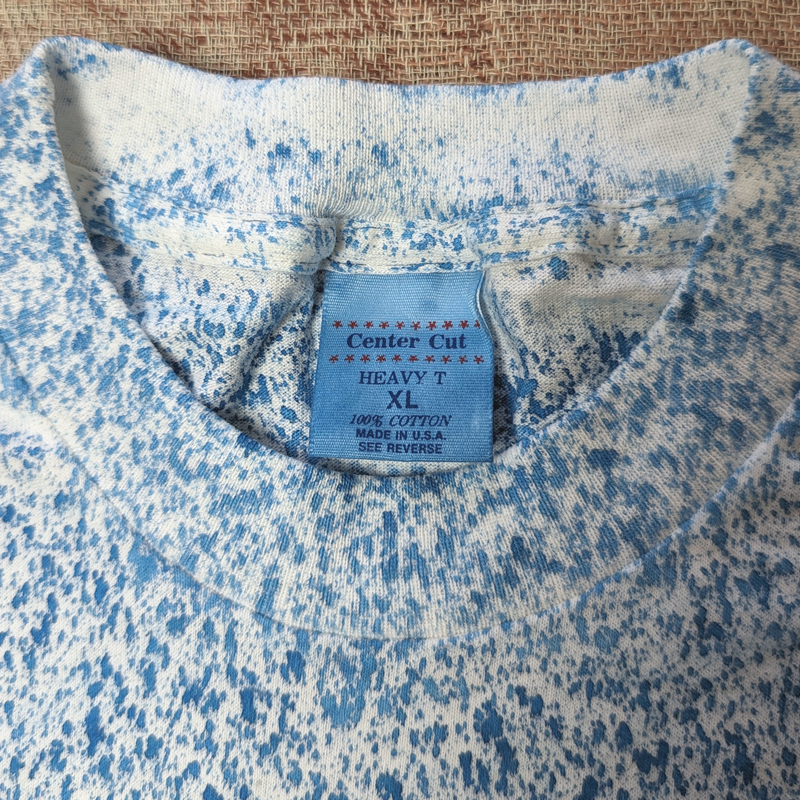 Center Cut
HEAVY T
XL
100% COTTON
MADE IN U.S.A.
SEE REVERSE